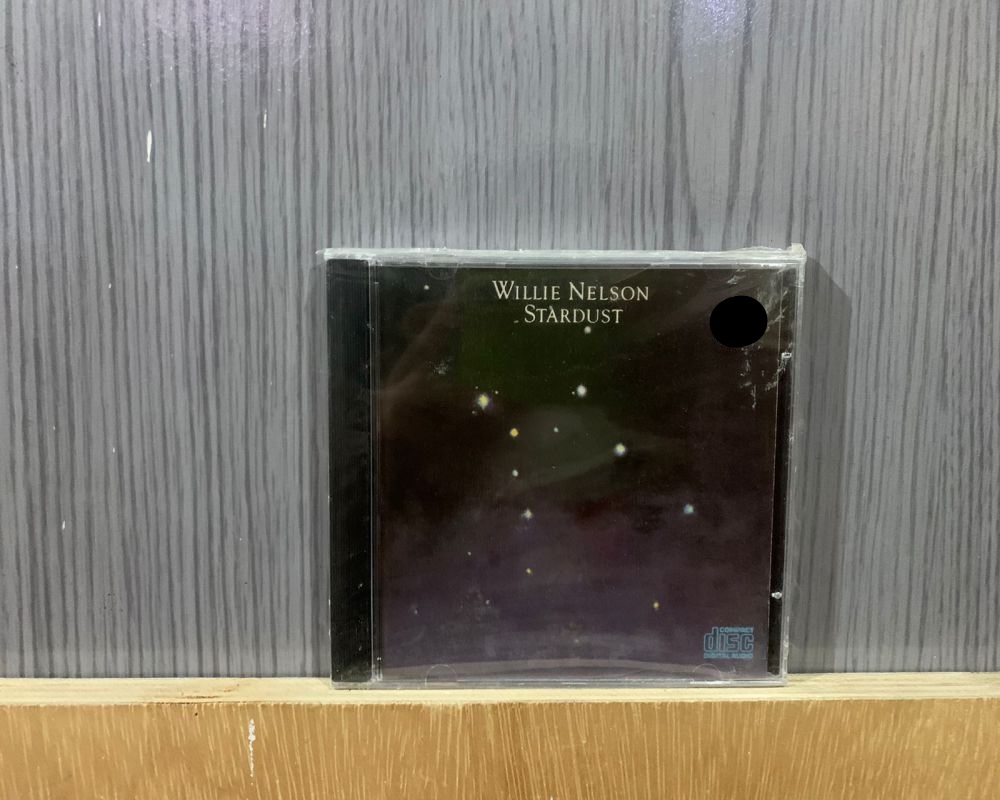 WILLIE NELSON
STARDUST
COMPACT
disc
DIGITAL AUDIO